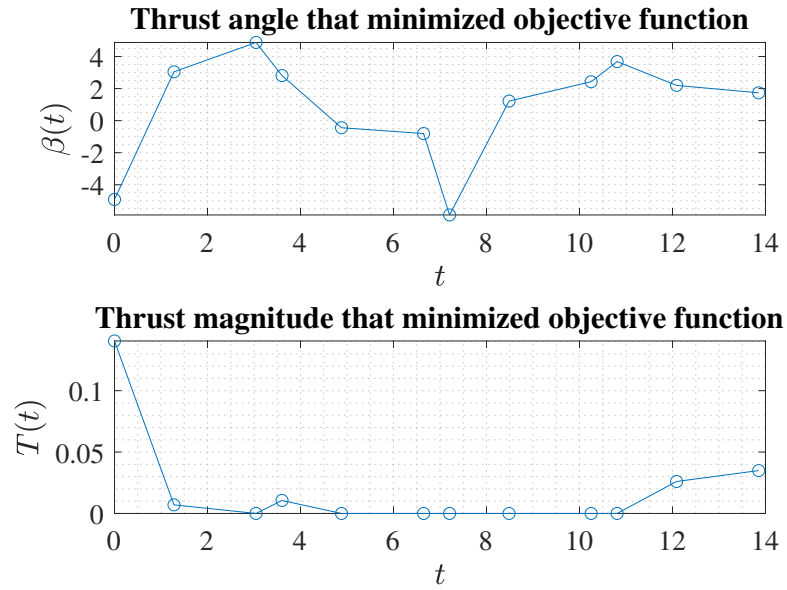 Thrust angle that minimized objective function
4
2
0
-2
-4
β(t)
0 2 4 6 8 10 12 14
t
Thrust magnitude that minimized objective function
0.1
0.05
0
T(t)
0 2 4 6 8 10 12 14
t